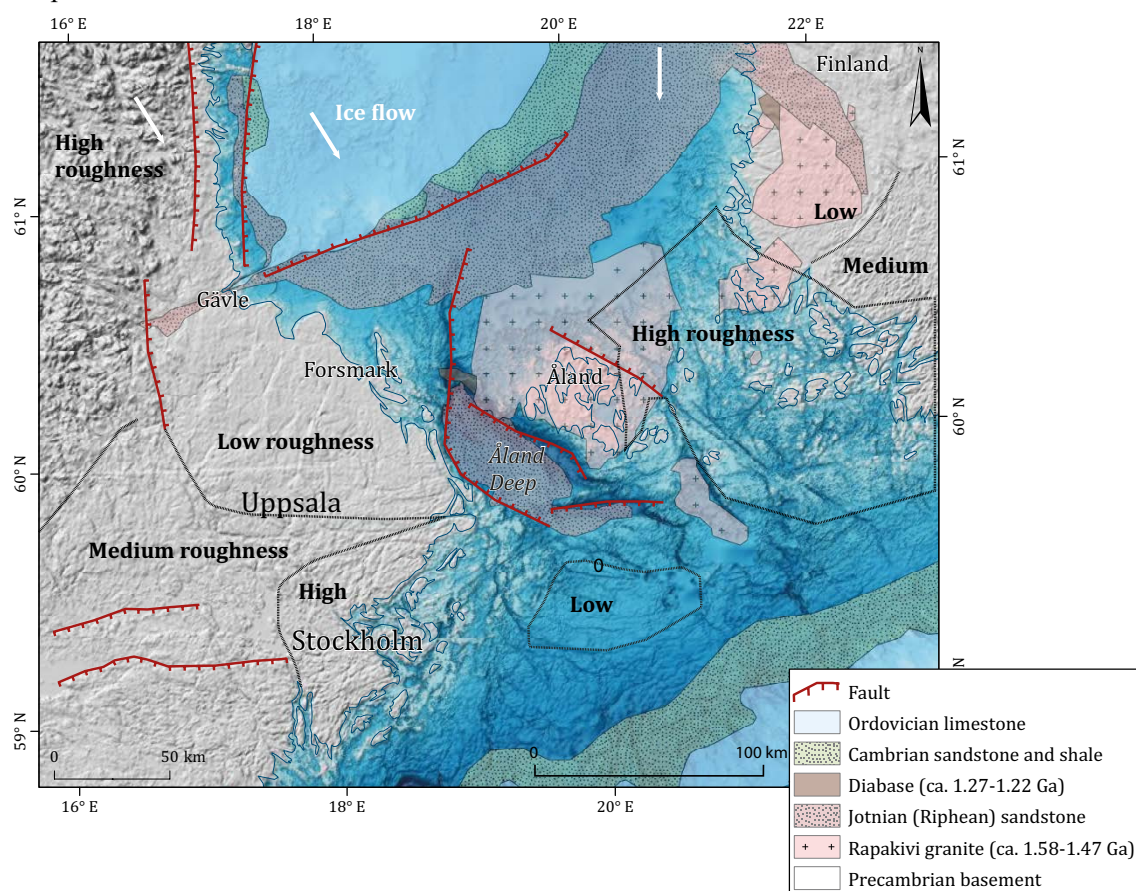 16° E
18° E
20° E
22° E
Finland
N
Ice flow
High
roughness
61° N
61° N
Low
Medium
Gävle
High roughness
Forsmark
Åland
60° N
60° N
Low roughness
Åland
Deep
Uppsala
Medium roughness
0
High
Low
Stockholm
59° N
0
50 km
0
100 km
16° E
18° E
20° E
Fault
Ordovician limestone
Cambrian sandstone and shale
Diabase (ca. 1.27-1.22 Ga)
Jotnian (Riphean) sandstone
Rapakivi granite (ca. 1.58-1.47 Ga)
Precambrian basement